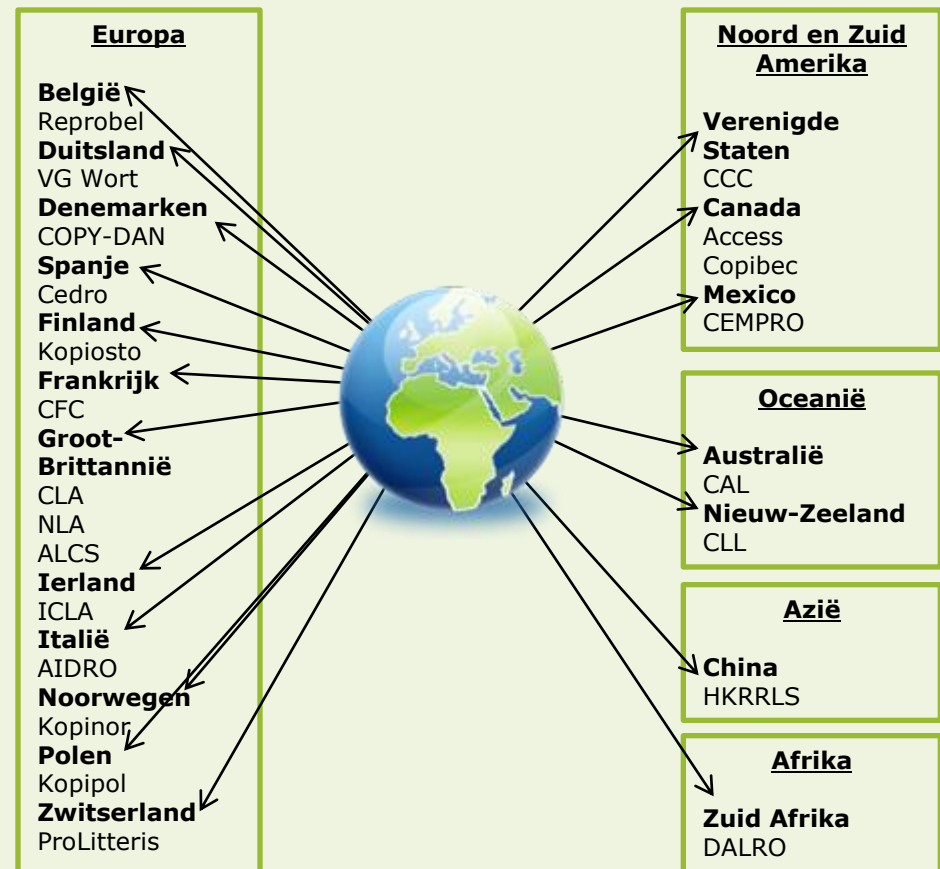 Europa
België
Reprobel
Duitsland
VG Wort
Denemarken
COPY-DAN
Spanje
Cedro
Finland
Kopiosto
Frankrijk
CFC
Groot-
Brittannië
CLA
NLA
ALCS
Ierland
ICLA
Italië
AIDRO
Noorwegen
Kopinor
Polen
Kopipol
Zwitserland
ProLitteris
Noord en Zuid
Amerika
Verenigde
Staten
CCC
Canada
Access
Copibec
Mexico
CEMPRO
Oceanië
Australië
CAL
Nieuw-Zeeland
CLL
Azië
China
HKRRLS
Afrika
Zuid Afrika
DALRO